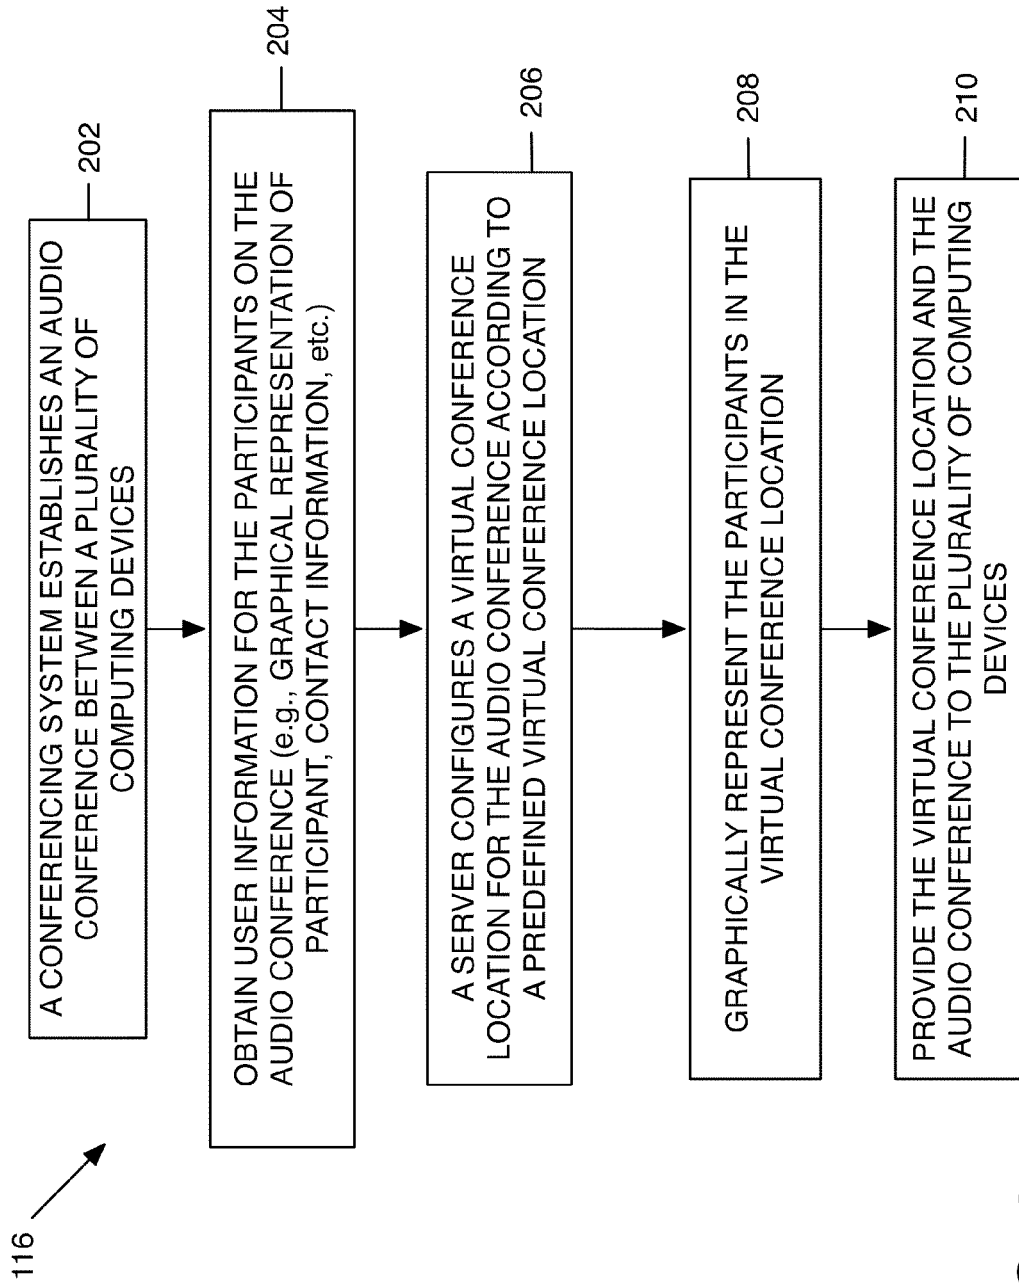 116
A CONFERENCING SYSTEM ESTABLISHES AN AUDIO
CONFERENCE BETWEEN A PLURALITY OF
COMPUTING DEVICES
202
OBTAIN USER INFORMATION FOR THE PARTICIPANTS ON THE
AUDIO CONFERENCE (e.g., GRAPHICAL REPRESENTATION OF
PARTICIPANT, CONTACT INFORMATION, etc.)
204
A SERVER CONFIGURES A VIRTUAL CONFERENCE
LOCATION FOR THE AUDIO CONFERENCE ACCORDING TO
A PREDEFINED VIRTUAL CONFERENCE LOCATION
206
GRAPHICALLY REPRESENT THE PARTICIPANTS IN THE
VIRTUAL CONFERENCE LOCATION
208
PROVIDE THE VIRTUAL CONFERENCE LOCATION AND THE
AUDIO CONFERENCE TO THE PLURALITY OF COMPUTING
DEVICES
210